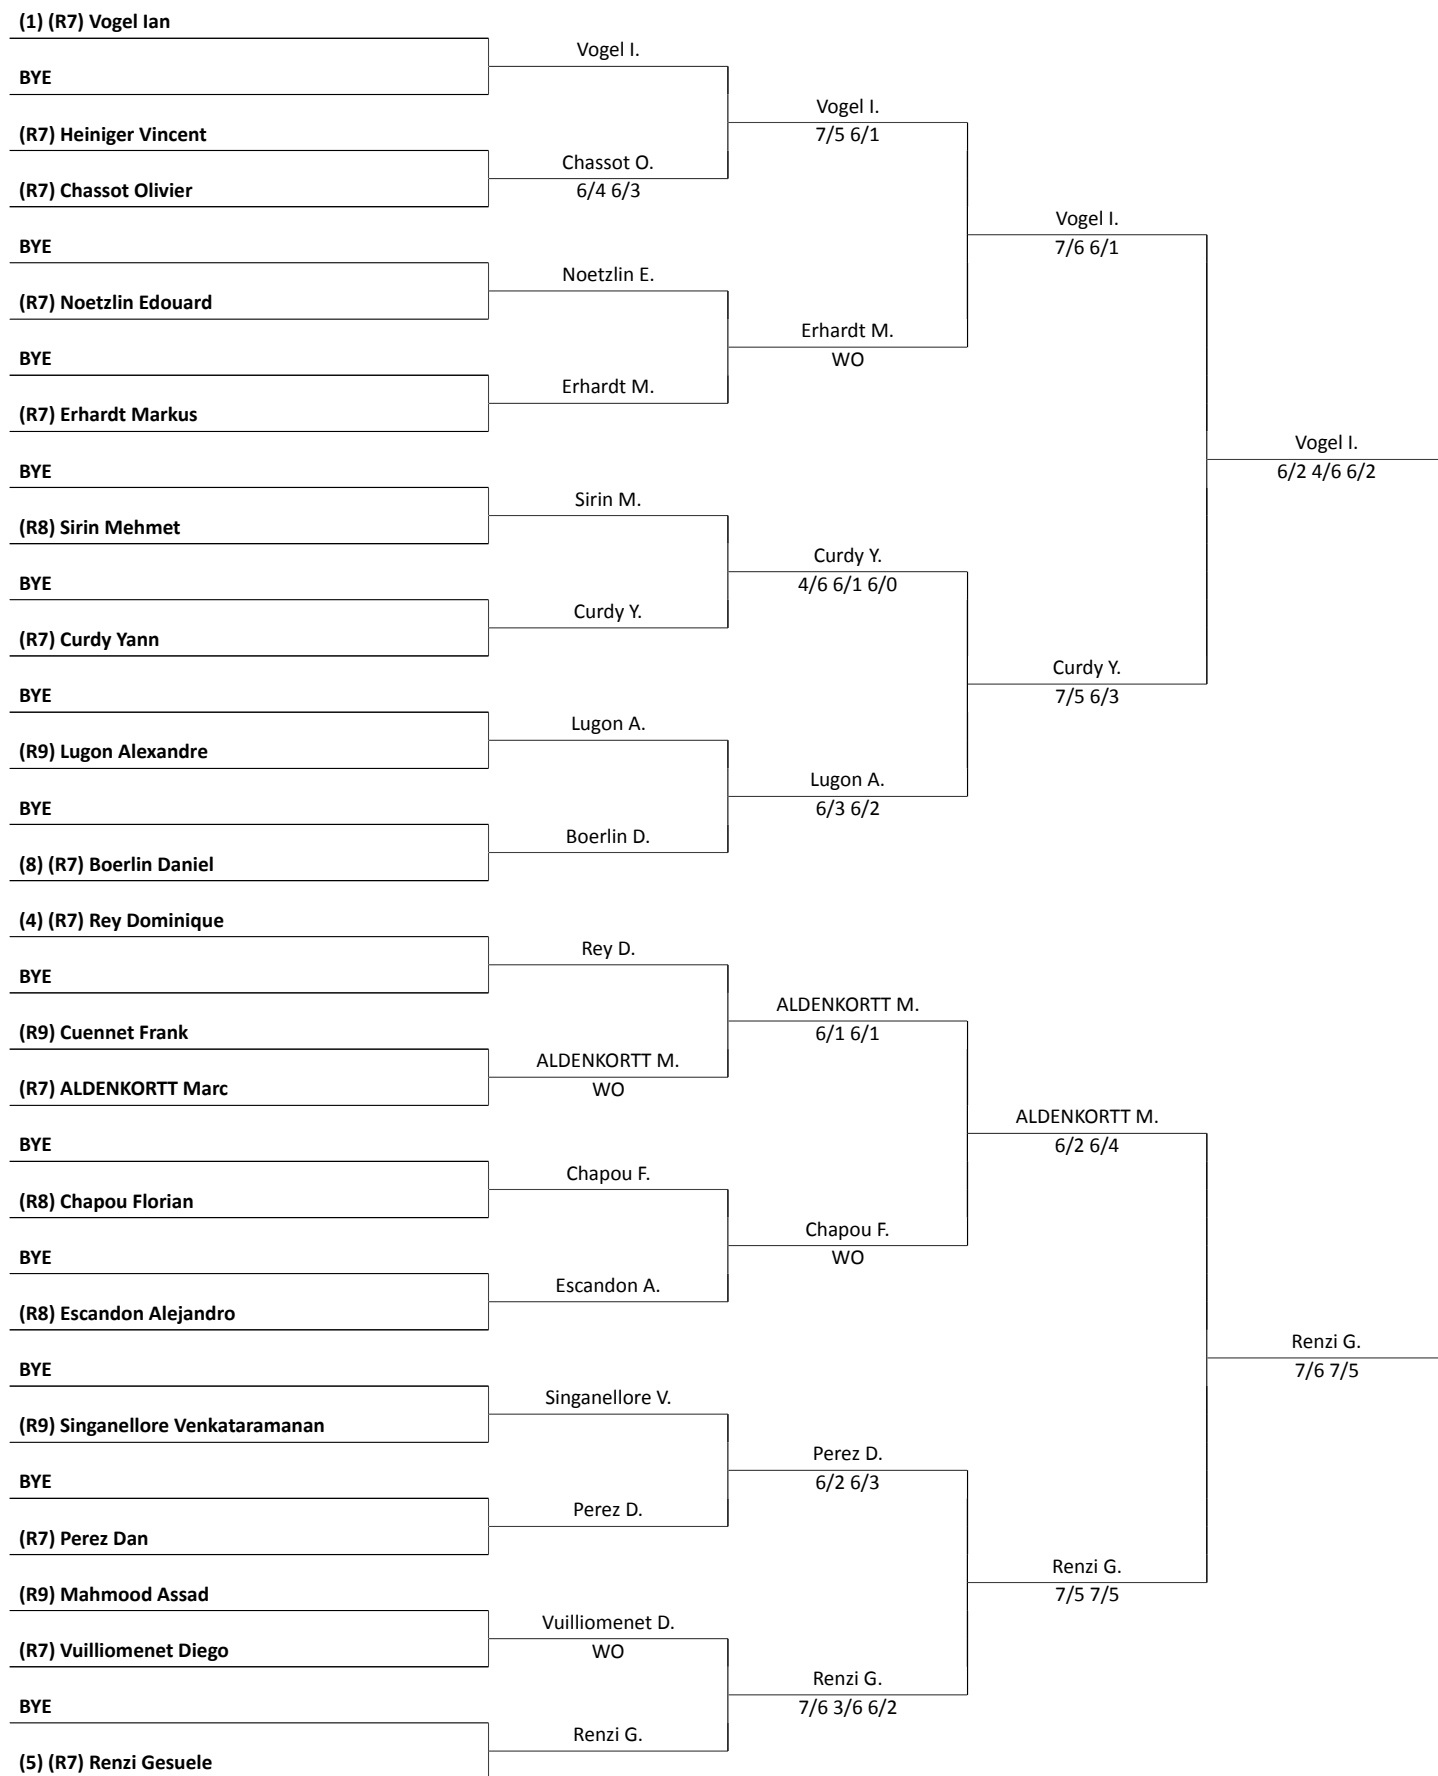 (1) (R7) Vogel Ian
BYE
(R7) Heiniger Vincent
(R7) Chassot Olivier
BYE
(R7) Noetzlin Edouard
BYE
(R7) Erhardt Markus
BYE
(R8) Sirin Mehmet
BYE
(R7) Curdy Yann
BYE
(R9) Lugon Alexandre
BYE
(8) (R7) Boerlin Daniel
(4) (R7) Rey Dominique
BYE
(R9) Cuennet Frank
(R7) ALDENKORTT Marc
BYE
(R8) Chapou Florian
BYE
(R8) Escandon Alejandro
BYE
(R9) Singanellore Venkataramanan
BYE
(R7) Perez Dan
(R9) Mahmood Assad
(R7) Vuilliomenet Diego
BYE
(5) (R7) Renzi Gesuele
Vogel I.
Chassot O.
6/4 6/3
Noetzlin E.
Erhardt M.
Sirin M.
Curdy Y.
Lugon A.
Boerlin D.
Rey D.
ALDENKORTT M.
WO
Chapou F.
Escandon A.
Singanellore V.
Perez D.
Vuilliomenet D.
WO
Renzi G.
Vogel I.
7/5 6/1
Erhardt M.
WO
Curdy Y.
4/6 6/1 6/0
Lugon A.
6/3 6/2
ALDENKORTT M.
6/1 6/1
Chapou F.
WO
Perez D.
6/2 6/3
Renzi G.
7/6 3/6 6/2
Vogel I.
7/6 6/1
Curdy Y.
7/5 6/3
ALDENKORTT M.
6/2 6/4
Renzi G.
7/5 7/5
Vogel I.
6/2 4/6 6/2
Renzi G.
7/6 7/5